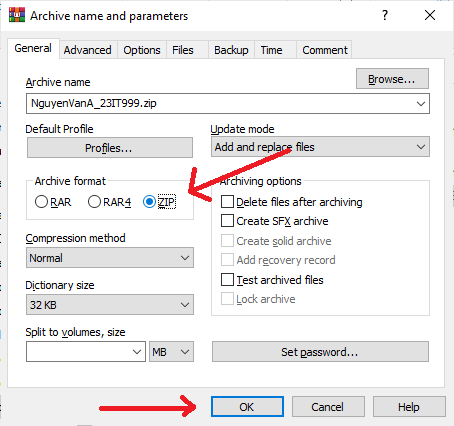 Archive name and parameters
General Advanced Options Files Backup Time Comment
Archive name
Browse...
NguyenVanA_23IT999.zip
Default Profile
Update mode
Profiles...
Add and replace files
Archive format
Archiving options
RAR RAR4 ZIP
Delete files after archiving
Create SFX archive
Compression method
Create solid archive
Normal
Add recovery record
Dictionary size
Test archived files
32 KB
Lock archive
Split to volumes, size
MB
Set password...
OK Cancel Help